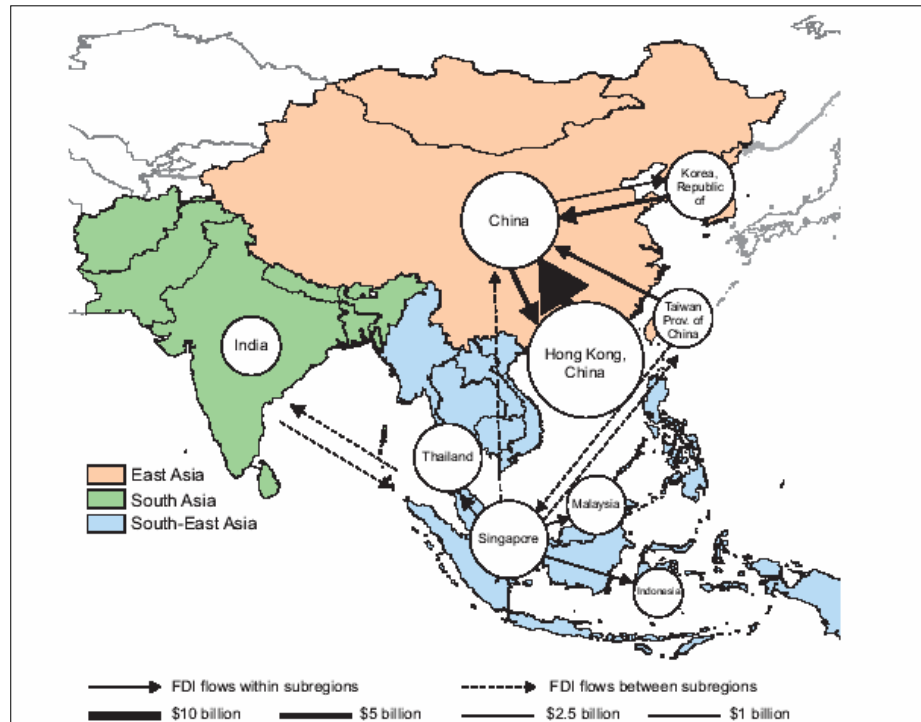 Korea,
Republic
of
China
Taiwan
Prov. of
China
India
Hong Kong,
China
Thailand
East Asia
South Asia
South-East Asia
Malaysia
Singapore
Indonesia
FDI flows within subregions
FDI flows between subregions
$10 billion
$5 billion
$2.5 billion
$1 billion